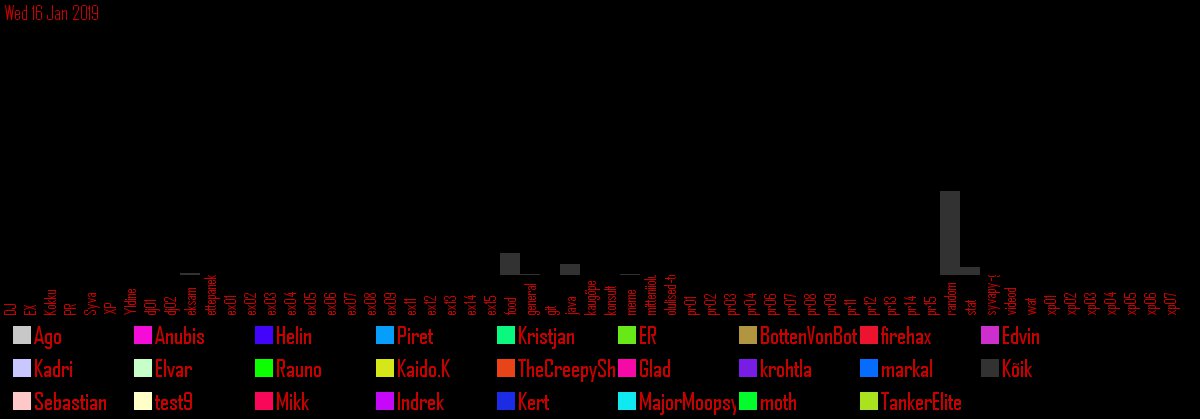 Wed 16 Jan 2019
DJ EX Kokku PR Syva XP Yldine dj01 dj02 eksam ettepanek ex01 ex02 ex03 ex04 ex05 ex06 ex07 ex08 ex09 ex11 ex12 ex13 ex14 ex15 food general git java kaugõpe konsult meme mitteriiol olulised-h pr01 pr02 pr03 pr04 pr06 pr07 pr08 pr09 pr11 pr12 pr13 pr14 pr15 random stat syvapy-t videod wat xp01 xp02 xp03 xp04 xp05 xp06 xp07
Ago Anubis Helin Piret Kristjan ER BottenVonBot firehax Edvin
Kadri Elvar Rauno Kaido.K TheCreepySh Glad krohtla markal Kõik
Sebastian test9 Mikk Indrek Kert MajorMoopsy moth TankerElite